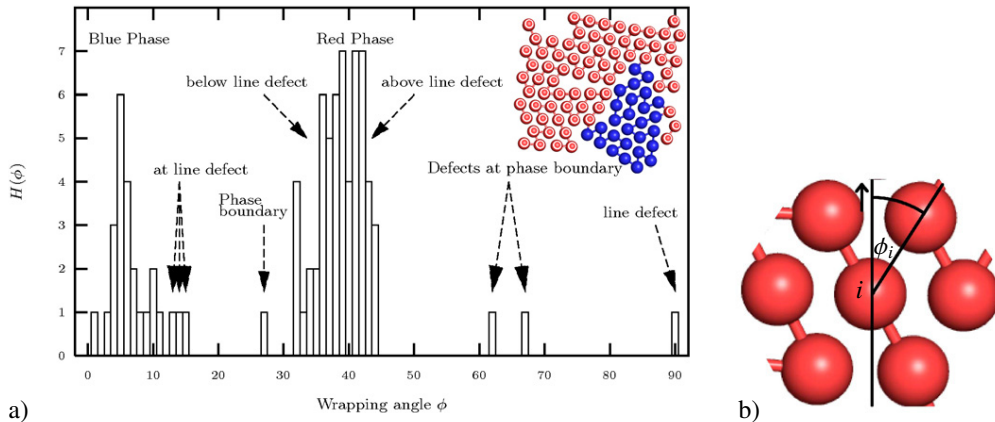 Blue Phase
Red Phase
below line defect
above line defect
at line defect
Phase
boundary
Defects at phase boundary
line defect
H(ϕ)
7
6
5
4
3
2
1
0
0 10 20 30 40 50 60 70 80 90
Wrapping angle ϕ
a)
ϕi
i
b)